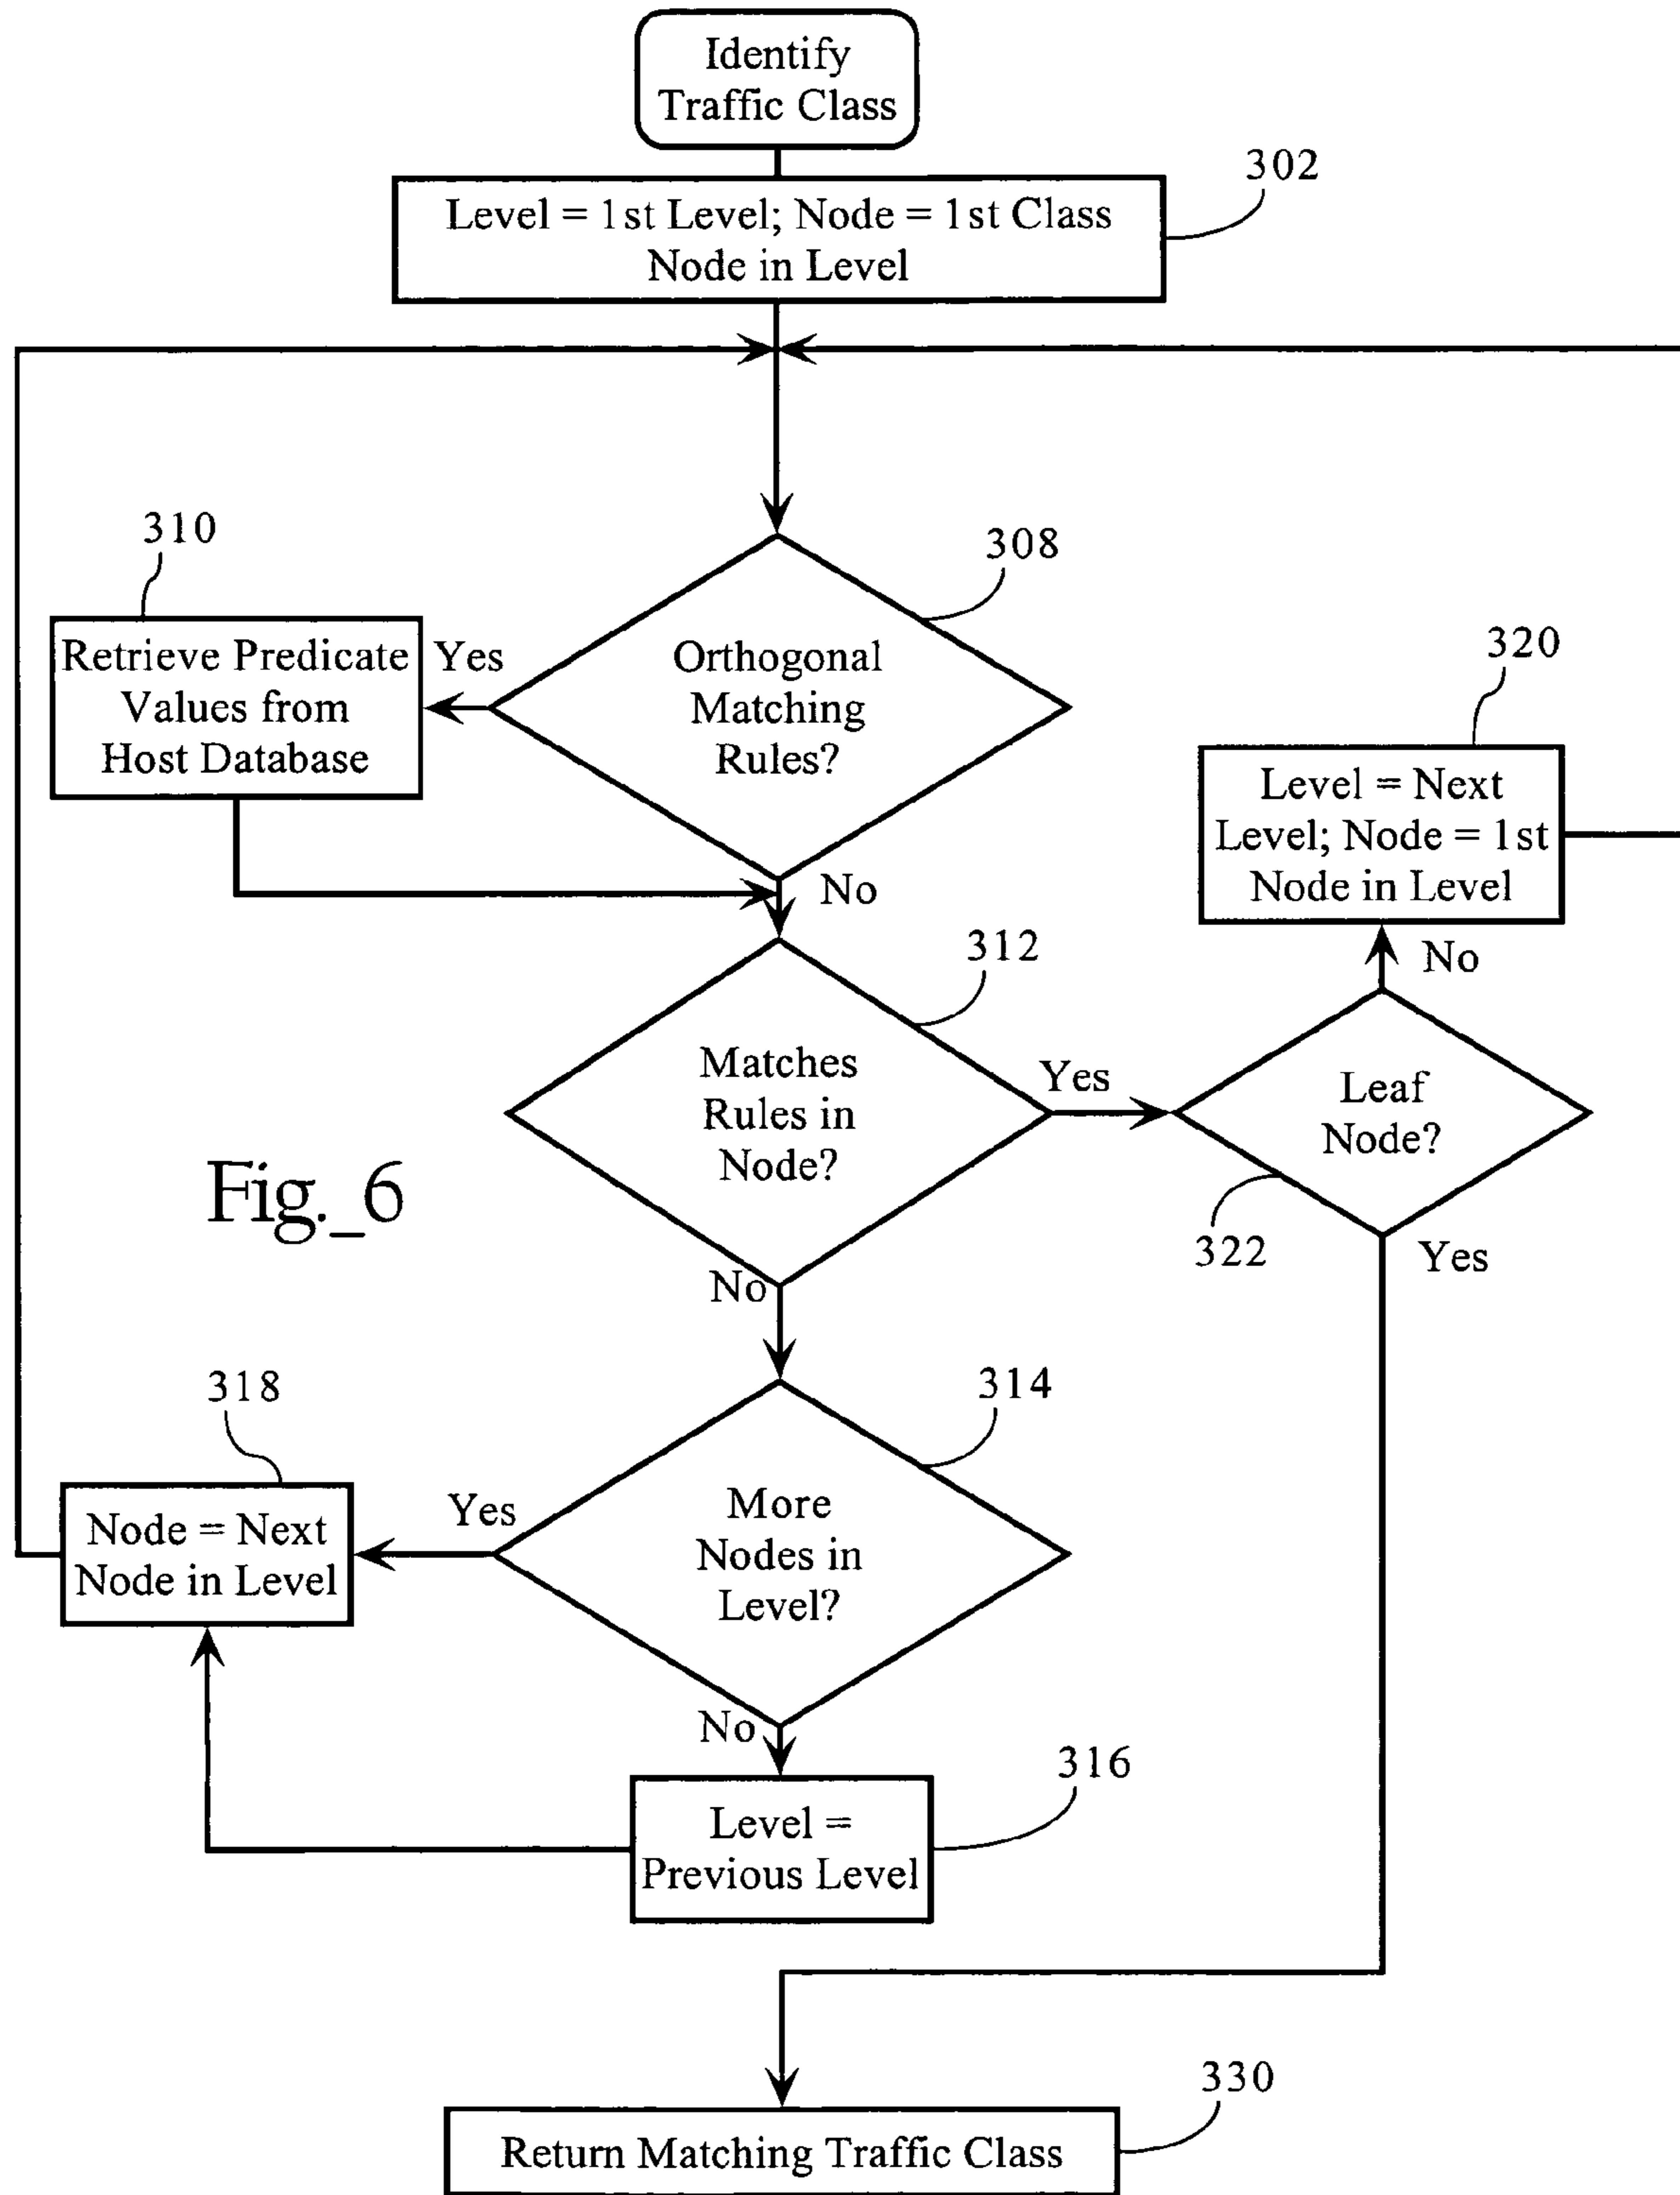 Identify
Traffic Class
302
Level = 1st Level; Node = 1st Class
Node in Level
310
308
Retrieve Predicate
Values from
Host Database
Yes
Orthogonal
Matching
Rules?
320
Level = Next
Level; Node = 1st
Node in Level
No
312
No
Matches
Rules in
Node?
Yes
Leaf
Node?
Fig._6
322
Yes
No
318
314
Node = Next
Node in Level
Yes
More
Nodes in
Level?
No
316
Level =
Previous Level
330
Return Matching Traffic Class